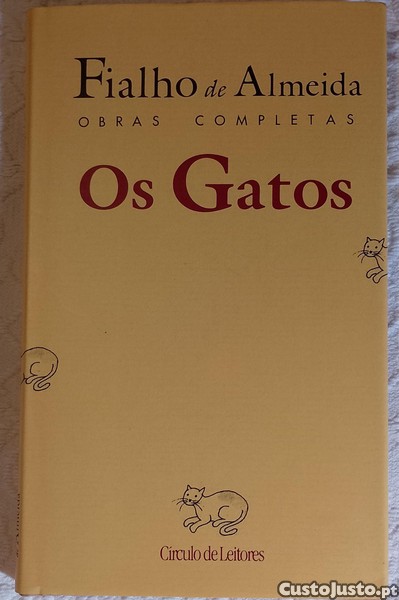 Fialho de Almeida
OBRAS COMPLETAS
Os Gatos
Círculo de Leitores
CustoJusto.pt